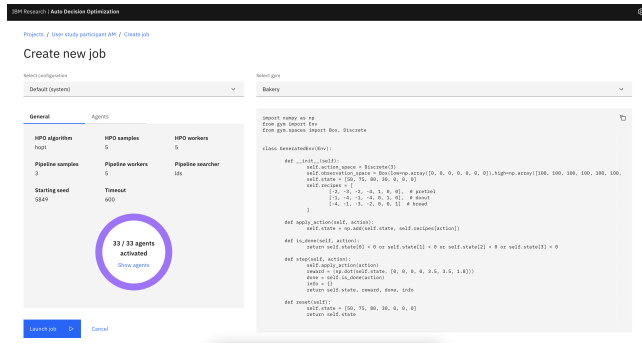 IBM Research | Auto Decision Optimization
Projects / User study participant AM / Create job
Create new job
Select configuration
Default (system)
General
Agents
HPO algorithm
hopt
HPO samples
5
HPO workers
5
Pipeline samples
3
Pipeline workers
5
Pipeline searcher
lds
Starting seed
5849
Timeout
600
33 / 33 agents
activated
Show agents
Launch job
Cancel
Select gym
Bakery
import numpy as np
from gym import Env
from gym.spaces import Box, Discrete
class GeneratedEnv(Env):
def __init__(self):
self.action_space = Discrete(3)
self.observation_space = Box(low=np.array([0, 0, 0, 0, 0, 0, 0]),high=np.array([100, 100, 100, 100, 100, 100,
self.state = [50, 75, 80, 30, 0, 0, 0]
self.recipes = [
[-2, -3, -2, -4, 1, 0, 0], # pretzel
[-1, -4, -1, -4, 0, 1, 0], # donut
[-4, -1, -3, -2, 0, 0, 1] # bread
]
def apply_action(self, action):
self.state = np.add(self.state, self.recipes[action])
def is_done(self, action):
return self.state[0] < 0 or self.state[1] < 0 or self.state[2] < 0 or self.state[3] < 0
def step(self, action):
self.apply_action(action)
reward = (np.dot(self.state, [0, 0, 0, 0, 3.5, 3.5, 1.8]))
done = self.is_done(action)
info = {}
return self.state, reward, done, info
def reset(self):
self.state = [50, 75, 80, 30, 0, 0, 0]
return self.state